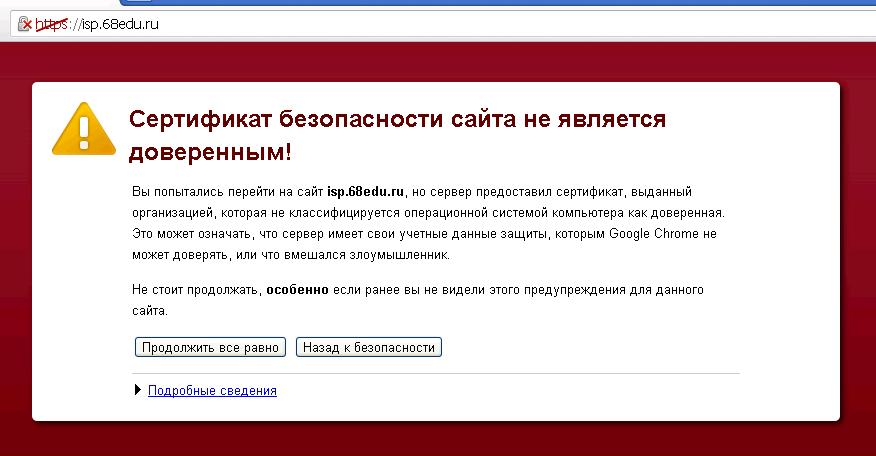 https://isp.68edu.ru
Сертификат безопасности сайта не является
доверенным!
Вы попытались перейти на сайт isp.68edu.ru, но сервер предоставил сертификат, выданный
организацией, которая не классифицируется операционной системой компьютера как доверенная.
Это может означать, что сервер имеет свои учетные данные защиты, которым Google Chrome не
может доверять, или что вмешался злоумышленник.
Не стоит продолжать, особенно если ранее вы не видели этого предупреждения для данного
сайта.
Продолжить все равно Назад к безопасности
Подробные сведения